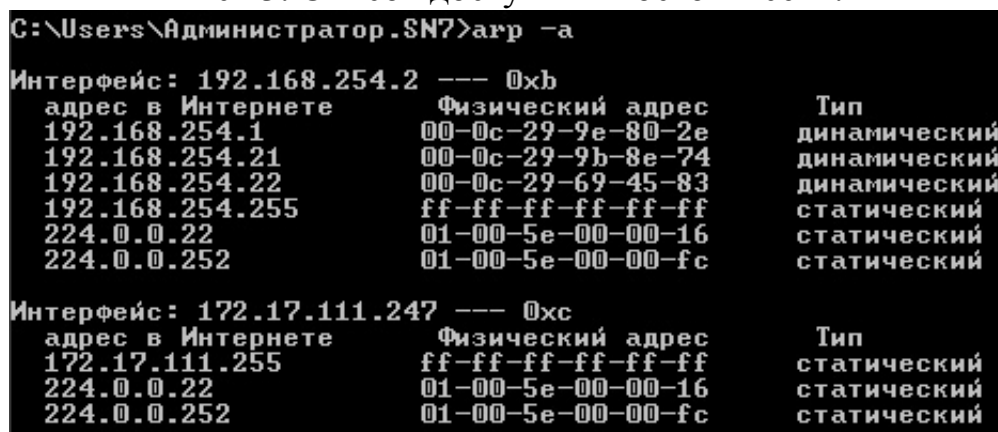 C:\Users\Администратор.SN7>arp -a
Интерфейс: 192.168.254.2 --- 0xb
адрес в Интернете Физический адрес Тип
192.168.254.1 00-0c-29-9e-80-2e динамический
192.168.254.21 00-0c-29-9b-8e-74 динамический
192.168.254.22 00-0c-29-69-45-83 динамический
192.168.254.255 ff-ff-ff-ff-ff-ff статический
224.0.0.22 01-00-5e-00-00-16 статический
224.0.0.252 01-00-5e-00-00-fc статический
Интерфейс: 172.17.111.247 --- 0xc
адрес в Интернете Физический адрес Тип
172.17.111.255 ff-ff-ff-ff-ff-ff статический
224.0.0.22 01-00-5e-00-00-16 статический
224.0.0.252 01-00-5e-00-00-fc статический